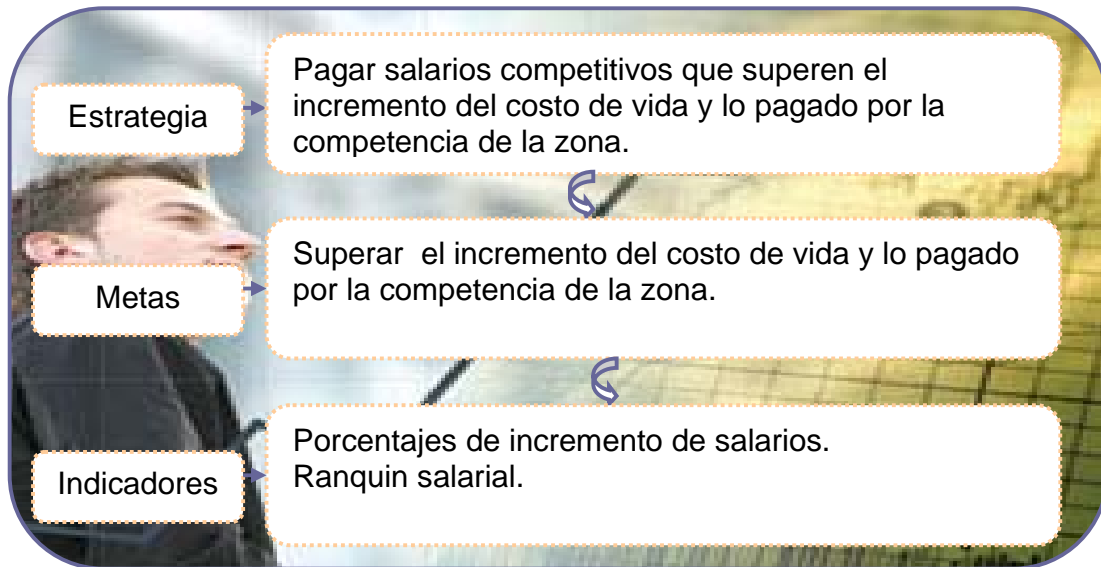 Estrategia
Pagar salarios competitivos que superen el
incremento del costo de vida y lo pagado por la
competencia de la zona.
Metas
Superar  el incremento del costo de vida y lo pagado
por la competencia de la zona.
Indicadores
Porcentajes de incremento de salarios.
Ranquin salarial.